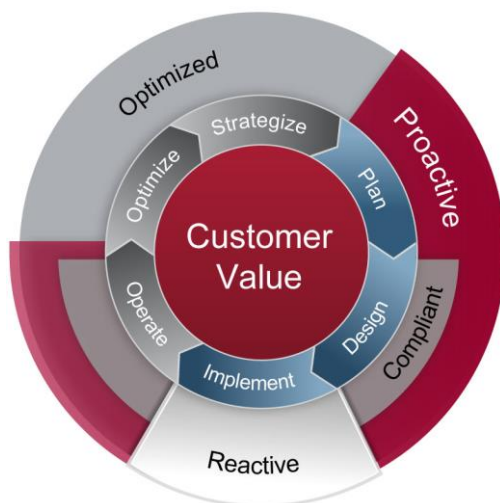 Optimized
Proactive
Compliant
Reactive
Strategize
Plan
Design
Implement
Operate
Optimize
Customer
Value